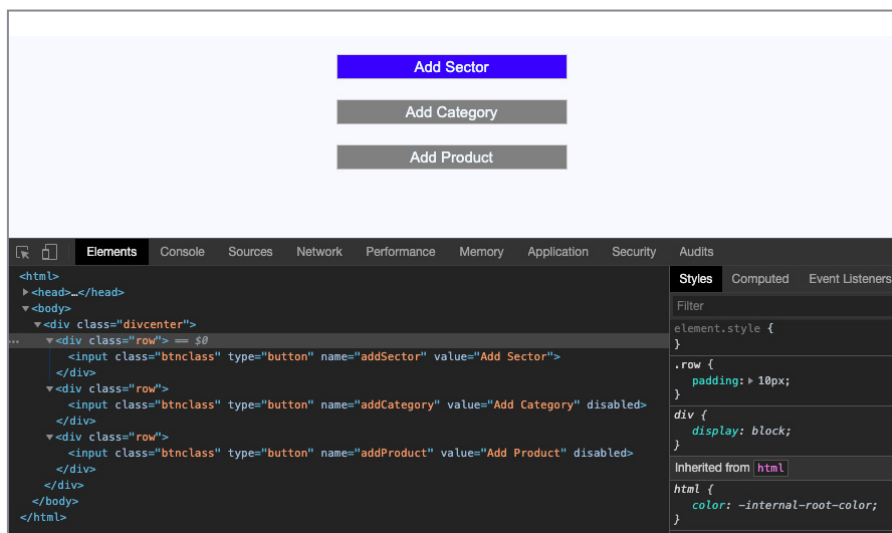 Add Sector
Add Category
Add Product
Elements Console Sources Network Performance Memory Application Security Audits
<html>
▶<head>…</head>
▼<body>
▼<div class="divcenter">
… ▼<div class="row"> == $0
<input class="btnclass" type="button" name="addSector" value="Add Sector">
</div>
▼<div class="row">
<input class="btnclass" type="button" name="addCategory" value="Add Category" disabled>
</div>
▼<div class="row">
<input class="btnclass" type="button" name="addProduct" value="Add Product" disabled>
</div>
</div>
</body>
</html>
Styles Computed Event Listeners
Filter
element.style {
}
.row {
padding: ▶ 10px;
}
div {
display: block;
}
Inherited from html
html {
color: -internal-root-color;
}